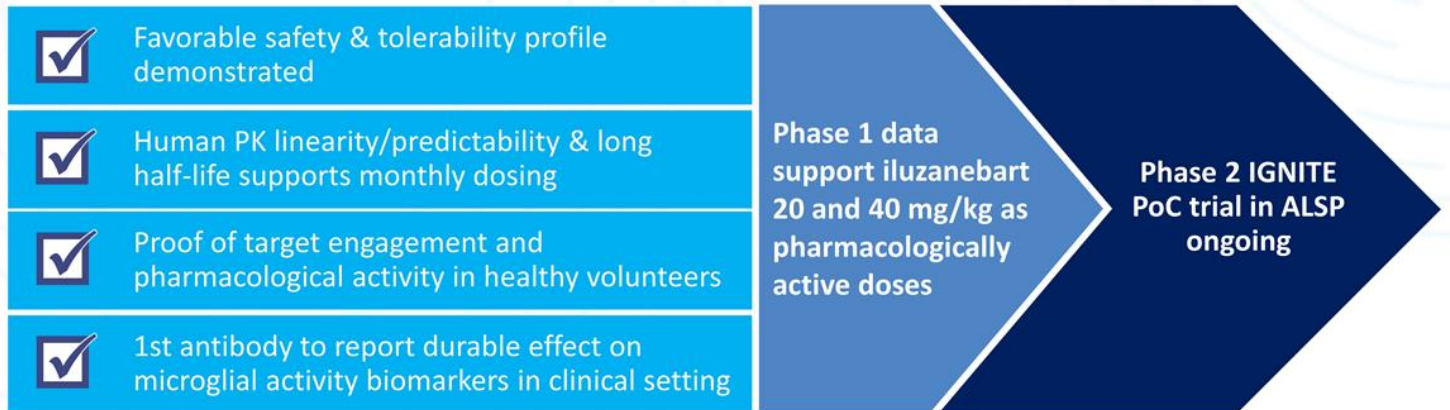 Favorable safety & tolerability profile
demonstrated
Human PK linearity/predictability & long
half-life supports monthly dosing
Proof of target engagement and
pharmacological activity in healthy volunteers
1st antibody to report durable effect on
microglial activity biomarkers in clinical setting
Phase 1 data
support iluzanebart
20 and 40 mg/kg as
pharmacologically
active doses
Phase 2 IGNITE
PoC trial in ALSP
ongoing